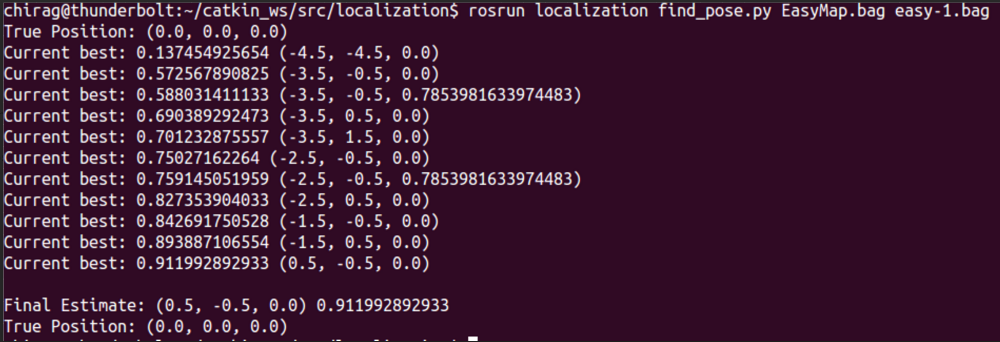 chirag@thunderbolt:~/catkin_ws/src/localization$ rosrun localization find_pose.py EasyMap.bag easy-1.bag
True Position: (0.0, 0.0, 0.0)
Current best: 0.137454925654 (-4.5, -4.5, 0.0)
Current best: 0.572567890825 (-3.5, -0.5, 0.0)
Current best: 0.588031411133 (-3.5, -0.5, 0.7853981633974483)
Current best: 0.690389292473 (-3.5, 0.5, 0.0)
Current best: 0.701232875557 (-3.5, 1.5, 0.0)
Current best: 0.75027162264 (-2.5, -0.5, 0.0)
Current best: 0.759145051959 (-2.5, -0.5, 0.7853981633974483)
Current best: 0.827353904033 (-2.5, 0.5, 0.0)
Current best: 0.842691750528 (-1.5, -0.5, 0.0)
Current best: 0.893887106554 (-1.5, 0.5, 0.0)
Current best: 0.911992892933 (0.5, -0.5, 0.0)
Final Estimate: (0.5, -0.5, 0.0) 0.911992892933
True Position: (0.0, 0.0, 0.0)